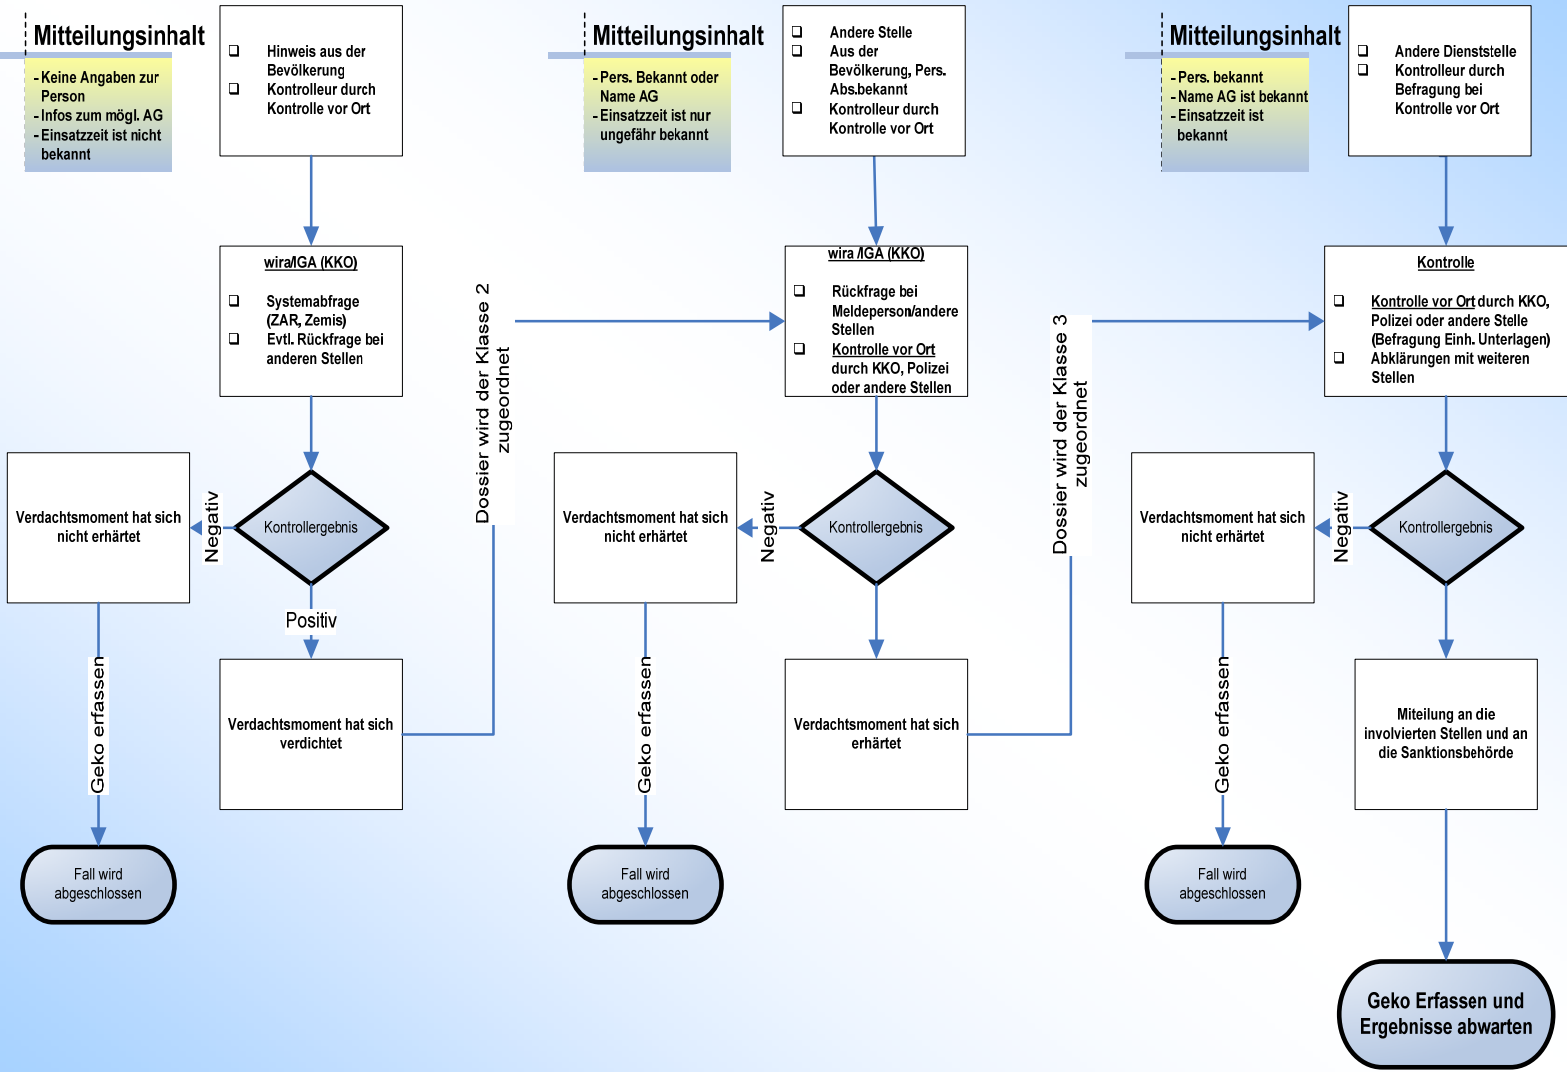 Mitteilungsinhalt
- Keine Angaben zur
Person
- Infos zum mögl. AG
- Einsatzzeit ist nicht
bekannt
Hinweis aus der
Bevölkerung
Kontrolleur durch
Kontrolle vor Ort
wira/IGA (KKO)
Systemabfrage
(ZAR, Zemis)
Evtl. Rückfrage bei
anderen Stellen
Kontrollergebnis
Negativ
Verdachtsmoment hat sich
nicht erhärtet
Geko erfassen
Fall wird
abgeschlossen
Positiv
Verdachtsmoment hat sich
verdichtet
Dossier wird der Klasse 2
zugeordnet
Mitteilungsinhalt
- Pers. Bekannt oder
Name AG
- Einsatzzeit ist nur
ungefähr bekannt
Andere Stelle
Aus der
Bevölkerung, Pers.
Abs.bekannt
Kontrolleur durch
Kontrolle vor Ort
wira /IGA (KKO)
Rückfrage bei
Meldeperson/andere
Stellen
Kontrolle vor Ort
durch KKO, Polizei
oder andere Stellen
Kontrollergebnis
Negativ
Verdachtsmoment hat sich
nicht erhärtet
Geko erfassen
Fall wird
abgeschlossen
Verdachtsmoment hat sich
erhärtet
Dossier wird der Klasse 3
zugeordnet
Mitteilungsinhalt
- Pers. bekannt
- Name AG ist bekannt
- Einsatzzeit ist
bekannt
Andere Dienststelle
Kontrolleur durch
Befragung bei
Kontrolle vor Ort
Kontrolle
Kontrolle vor Ort durch KKO,
Polizei oder andere Stelle
(Befragung Einh. Unterlagen)
Abklärungen mit weiteren
Stellen
Kontrollergebnis
Negativ
Verdachtsmoment hat sich
nicht erhärtet
Geko erfassen
Fall wird
abgeschlossen
Miteilung an die
involvierten Stellen und an
die Sanktionsbehörde
Geko Erfassen und
Ergebnisse abwarten